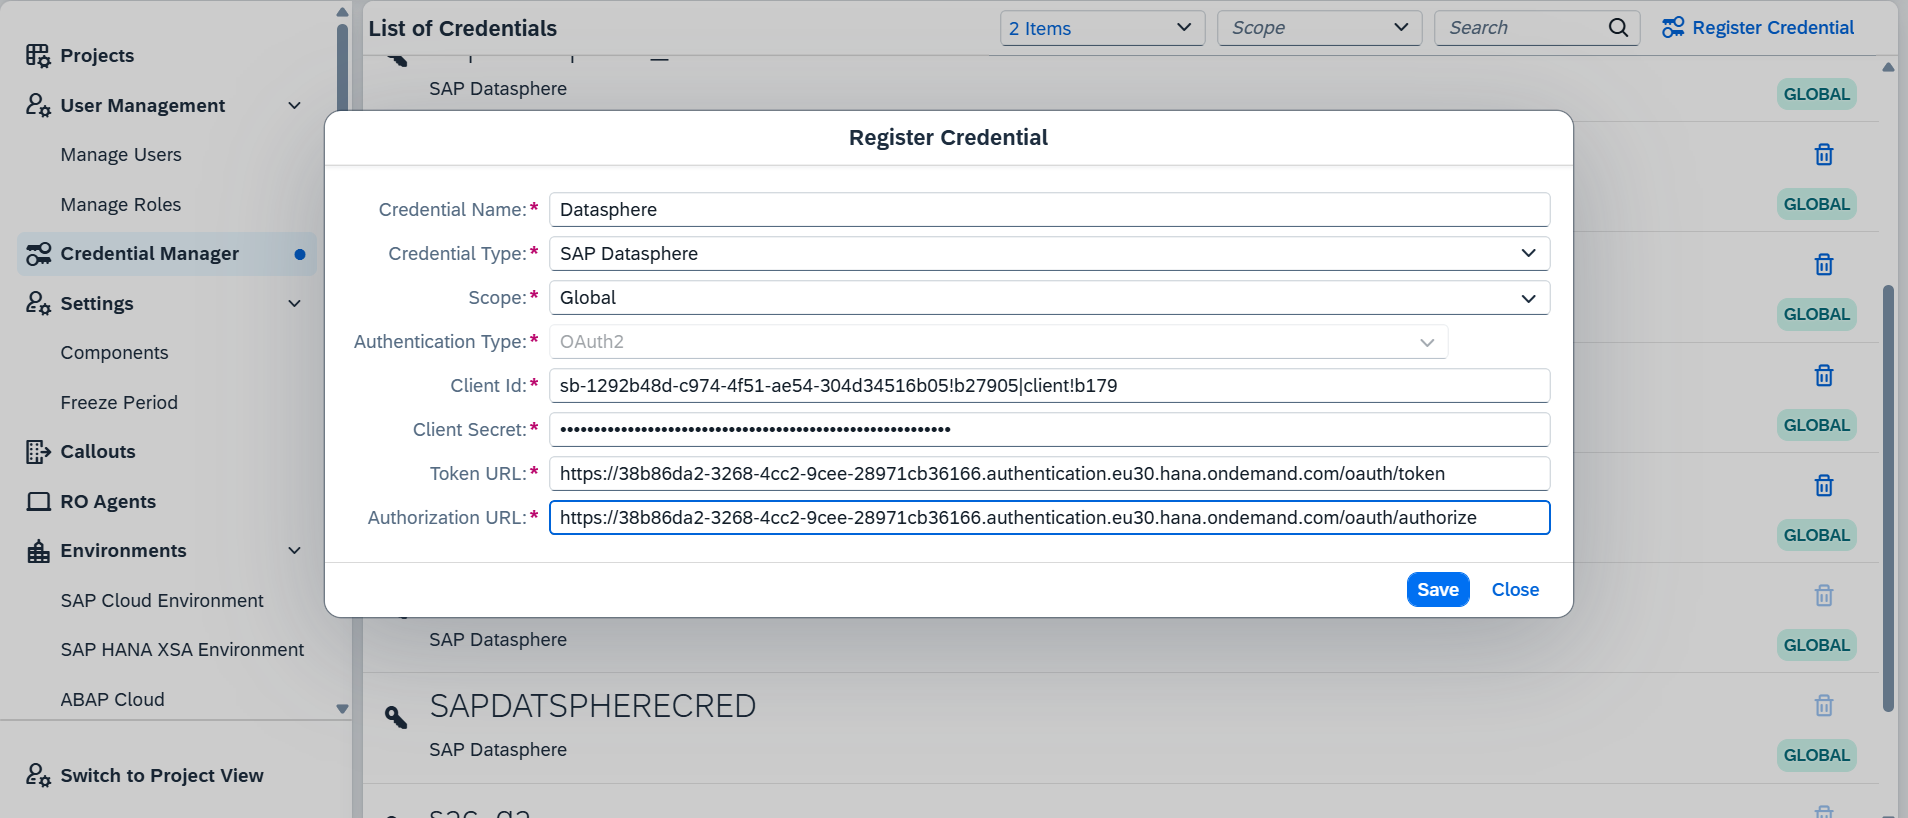 Projects
User Management
Manage Users
Manage Roles
Credential Manager
Settings
Components
Freeze Period
Callouts
RO Agents
Environments
SAP Cloud Environment
SAP HANA XSA Environment
ABAP Cloud
Switch to Project View
List of Credentials
2 Items
Scope
Search
Register Credential
SAP Datasphere
GLOBAL
GLOBAL
GLOBAL
GLOBAL
GLOBAL
Register Credential
Credential Name:* Datasphere
Credential Type:* SAP Datasphere
Scope:* Global
Authentication Type:* OAuth2
Client Id:* sb-1292b48d-c974-4f51-ae54-304d34516b05!b27905|client!b179
Client Secret:* ••••••••••••••••••••••••••••••••••••••••••••••••••••••••••
Token URL:* https://38b86da2-3268-4cc2-9cee-28971cb36166.authentication.eu30.hana.ondemand.com/oauth/token
Authorization URL:* https://38b86da2-3268-4cc2-9cee-28971cb36166.authentication.eu30.hana.ondemand.com/oauth/authorize
Save
Close
SAP Datasphere
GLOBAL
SAPDATSPHERECRED
SAP Datasphere
GLOBAL